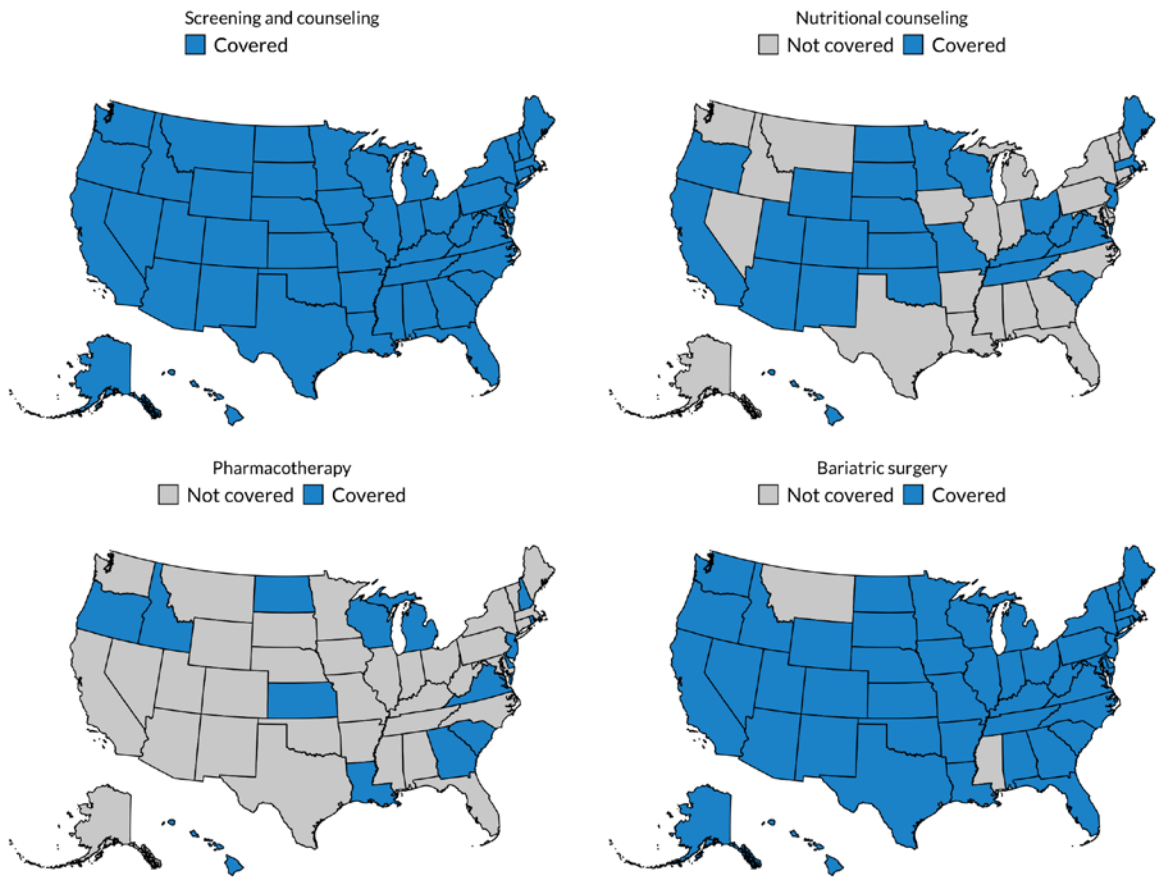 Screening and counseling
Covered
Nutritional counseling
Not covered Covered
Pharmacotherapy
Not covered Covered
Bariatric surgery
Not covered Covered